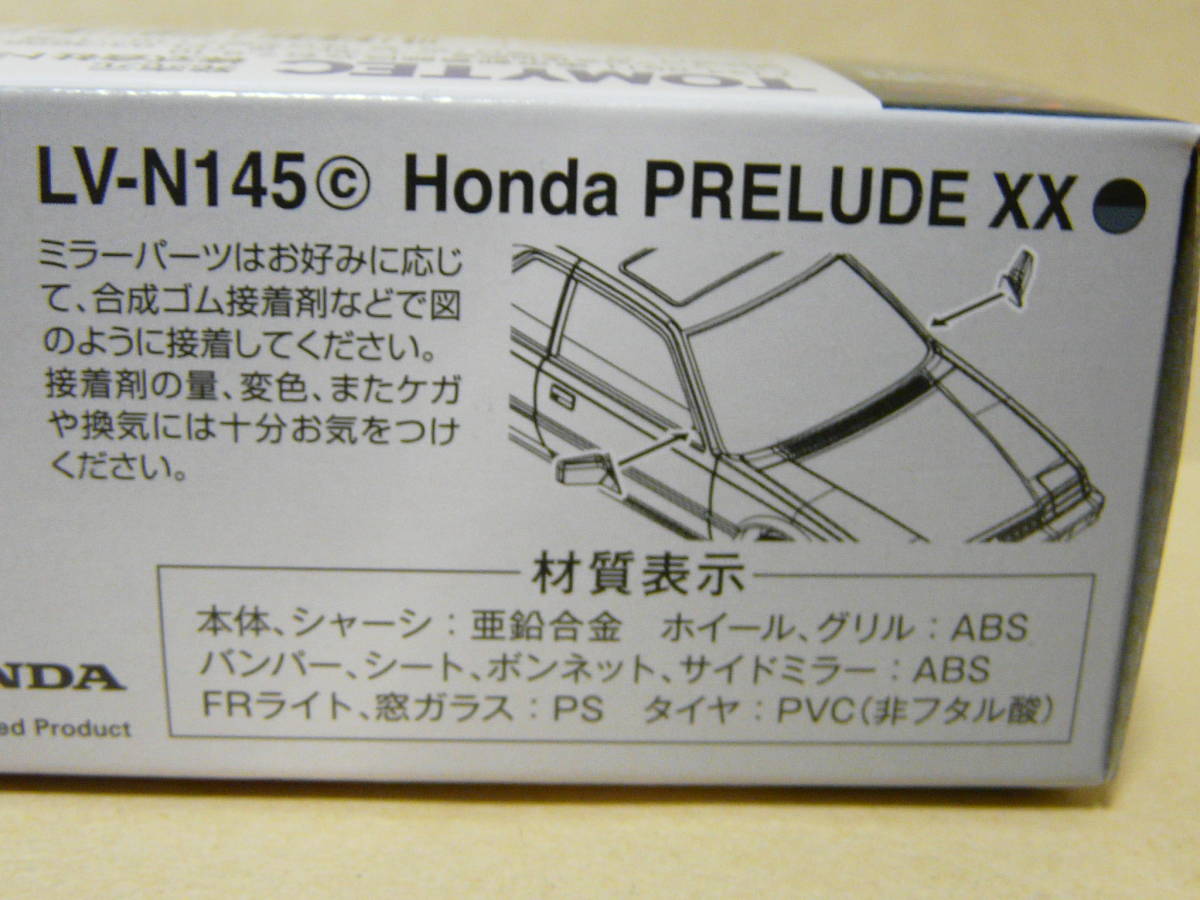 TOMYTEC
LV-N145ⓒ Honda PRELUDE XX
ミラーパーツはお好みに応じ
て、合成ゴム接着剤などで図
のように接着してください。
接着剤の量、変色、またケガ
や換気には十分お気をつけ
ください。
材質表示
本体、シャーシ：亜鉛合金　ホイール、グリル：ABS
バンパー、シート、ボンネット、サイドミラー：ABS
FRライト、窓ガラス：PS　タイヤ：PVC（非フタル酸）
NDA
ed Product